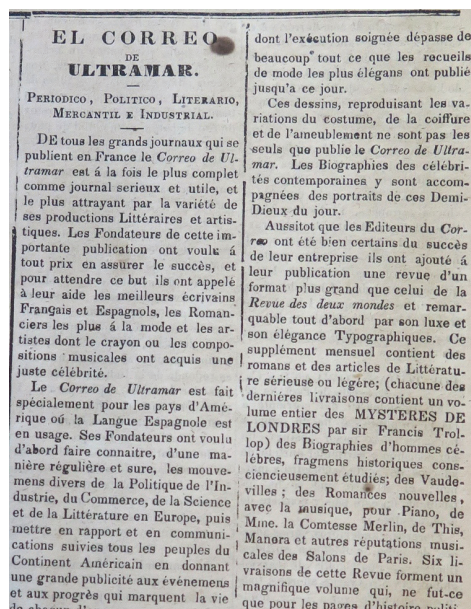 EL CORREO
DE
ULTRAMAR.
PERIODICO, POLITICO, LITERARIO,
MERCANTIL E INDUSTRIAL.
DE tous les grands journaux qui se
publient en France le Correo de Ul-
tramar est á la fois le plus complet
comme journal serieux et utile, et
le plus attrayant par la variété de
ses productions Littéraires et artis-
tiques. Les Fondateurs de cette im-
portante publication ont voulu á
tout prix en assurer le succès, et
pour attendre ce but ils ont appelé
à leur aide les meilleurs écrivains
Français et Espagnols, les Roman-
ciers les plus á la mode et les ar-
tistes dont le crayon ou les compo-
sitions musicales ont acquis une
juste célébrité.
Le Correo de Ultramar est fait
spécialement pour les pays d'Amé-
rique oú la Langue Espagnole est
en usage. Ses Fondateurs ont voulu
d'abord faire connaitre, d'une ma-
nière régulière et sure, les mouve-
mens divers de la Politique de l'In-
dustrie, du Commerce, de la Science
et de la Littérature en Europe, puis
mettre en rapport et en communi-
cations suivies tous les peuples du
Continent Américain en donnant
une grande publicité aux événemens
et aux progrès qui marquent la vie
dont l'exécution soignée dépasse de
beaucoup tout ce que les recueils
de mode les plus élégans ont publié
jusqu'a ce jour.
Ces dessins, reproduisant les va-
riations du costume, de la coiffure
et de l'ameublement ne sont pas les
seuls que publie le Correo de Ultra-
mar. Les Biographies des célébri-
tés contemporaines y sont accom-
pagnées des portraits de ces Demi-
Dieux du jour.
Aussitot que les Editeurs du Cor-
reo ont été bien certains du succès
de leur entreprise ils ont ajouté á
leur publication une revue d'un
format plus grand que celui de la
Revue des deux mondes et remar-
quable tout d'abord par son luxe et
son élégance Typographiques. Ce
supplément mensuel contient des
romans et des articles de Littératu-
re sérieuse ou légére; (chacune des
dernières livraisons contient un vo-
lume entier des MYSTERES DE
LONDRES par sir Francis Trol-
lop) des Biographies d'hommes cé-
lébres, fragmens historiques cons-
ciencieusement étudiés; des Vaude-
villes; des Romances nouvelles,
avec la musique, pour Piano, de
Mme. la Comtesse Merlin, de This,
Manera et autres réputations musi-
cales des Salons de Paris. Six li-
vraisons de cette Revue forment un
magnifique volume qui, ne fut-ce
que pour les pages d'histoire